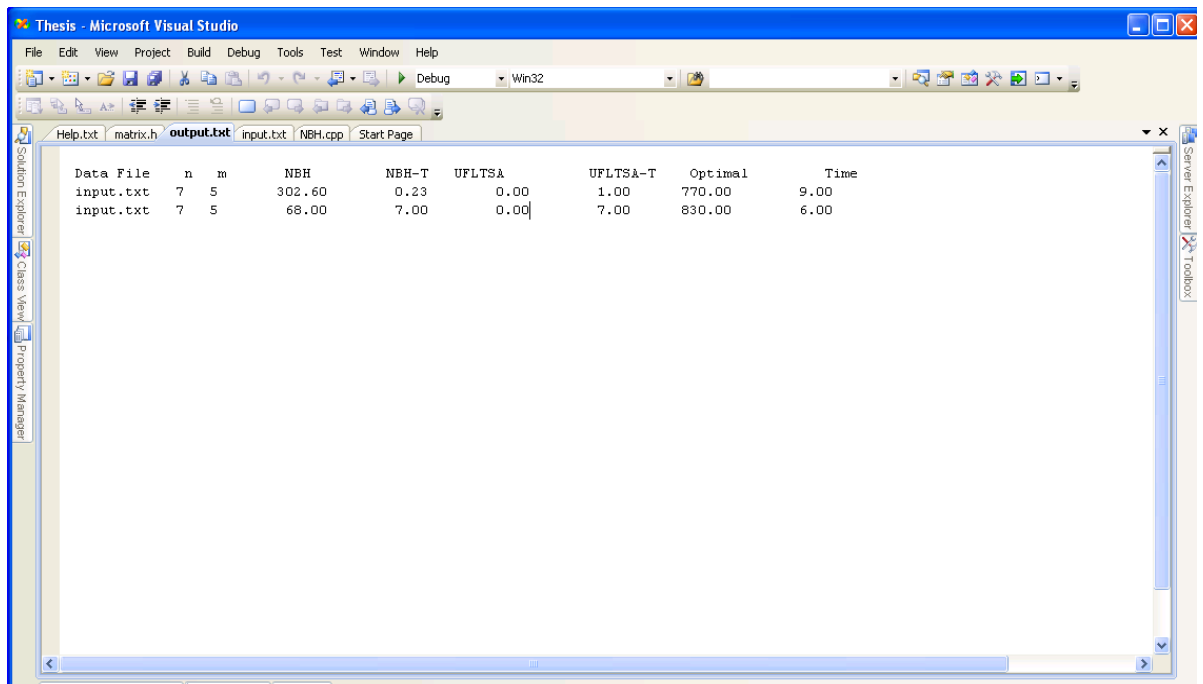 Thesis - Microsoft Visual Studio
File Edit View Project Build Debug Tools Test Window Help
Debug Win32
Help.txt matrix.h output.txt input.txt NBH.cpp Start Page
Data File n m NBH NBH-T UFLTSA UFLTSA-T Optimal Time
input.txt 7 5 302.60 0.23 0.00 1.00 770.00 9.00
input.txt 7 5 68.00 7.00 0.00 7.00 830.00 6.00
Solution Explorer
Class View
Property Manager
Server Explorer
Toolbox